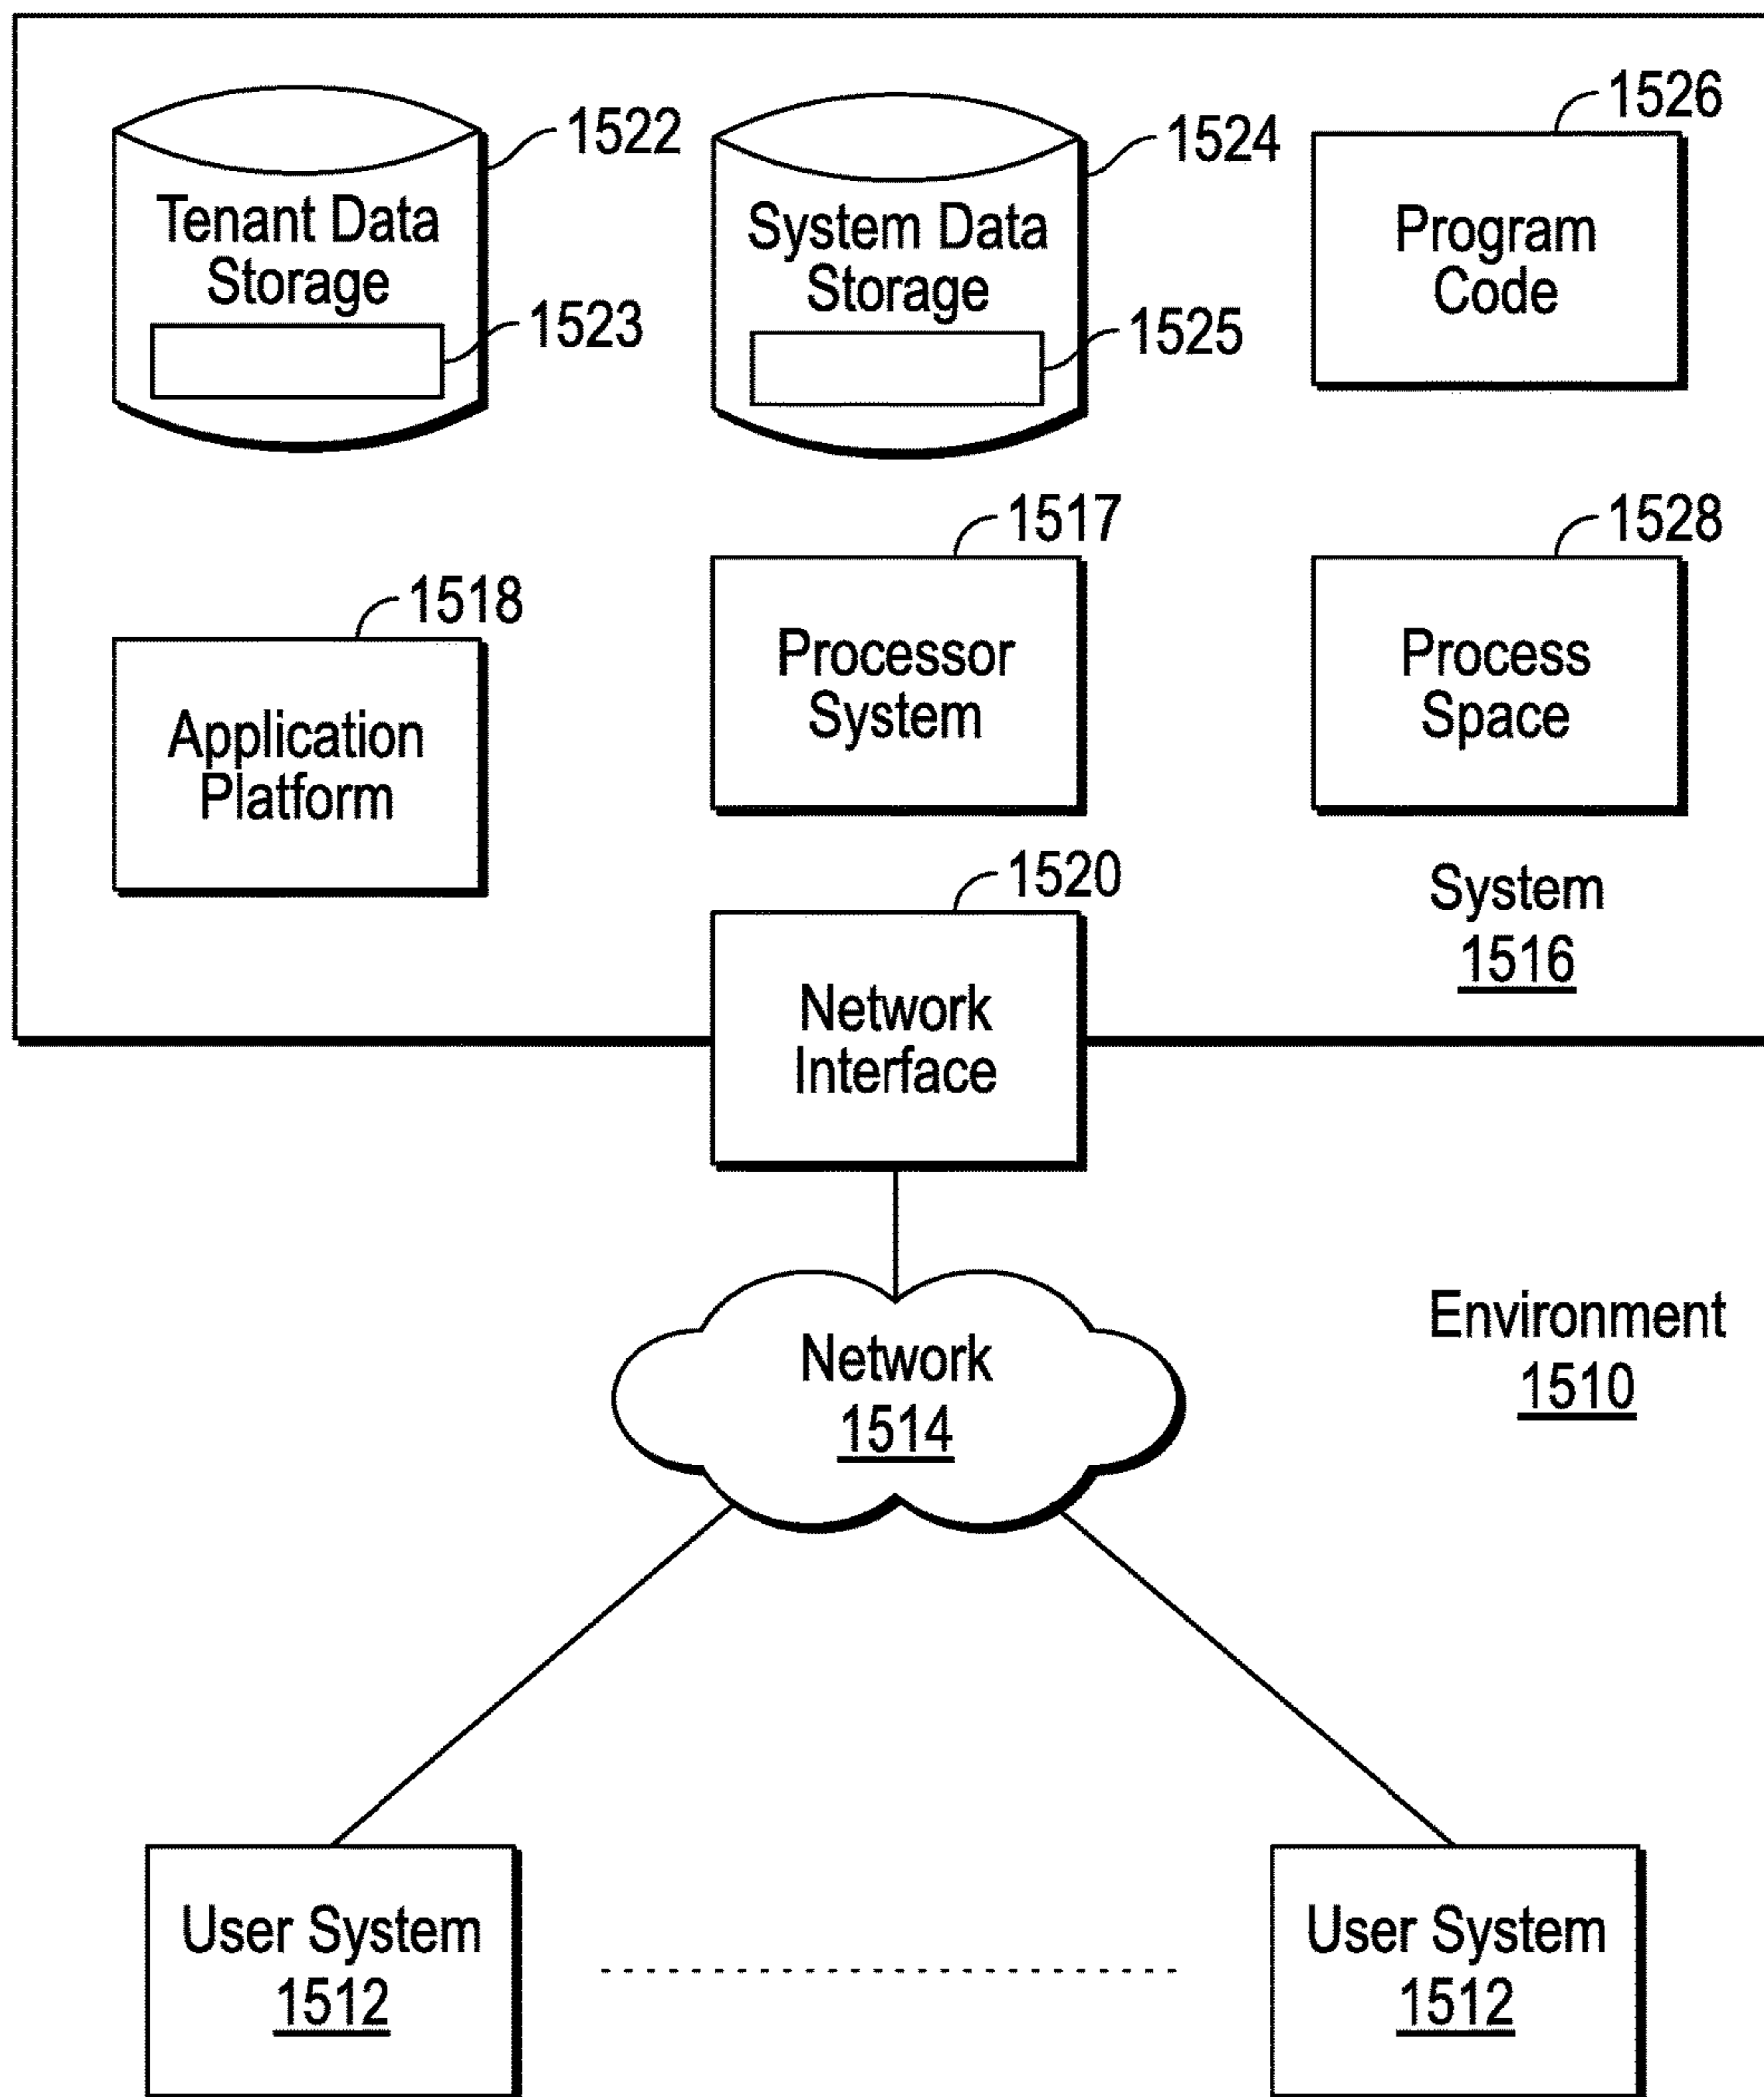 1522
Tenant Data
Storage
1523
1524
System Data
Storage
1525
1526
Program
Code
1518
Application
Platform
1517
Processor
System
1528
Process
Space
1520
Network
Interface
System
1516
Network
1514
Environment
1510
User System
1512
User System
1512